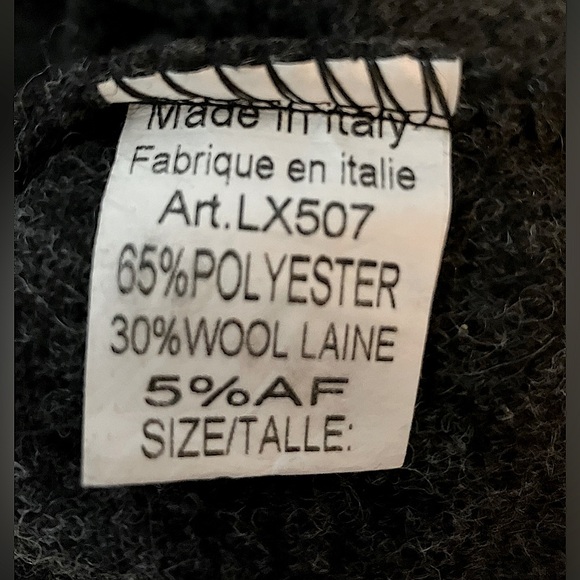 Made in italy
Fabrique en italie
Art.LX507
65%POLYESTER
30%WOOL LAINE
5%AF
SIZE/TALLE: